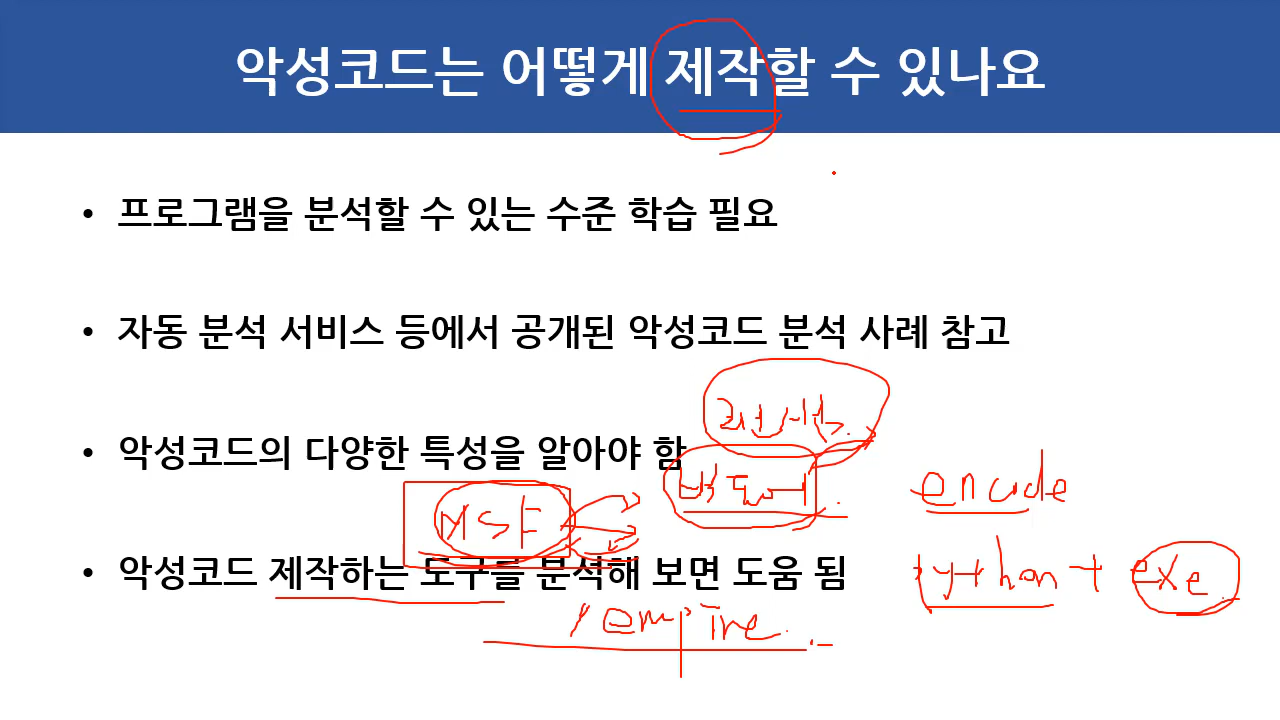 악성코드는 어떻게 제작할 수 있나요
• 프로그램을 분석할 수 있는 수준 학습 필요
• 자동 분석 서비스 등에서 공개된 악성코드 분석 사례 참고
• 악성코드의 다양한 특성을 알아야 함
encode
MSF
• 악성코드 제작하는 도구를 분석해 보면 도움 됨
python + exe
empire